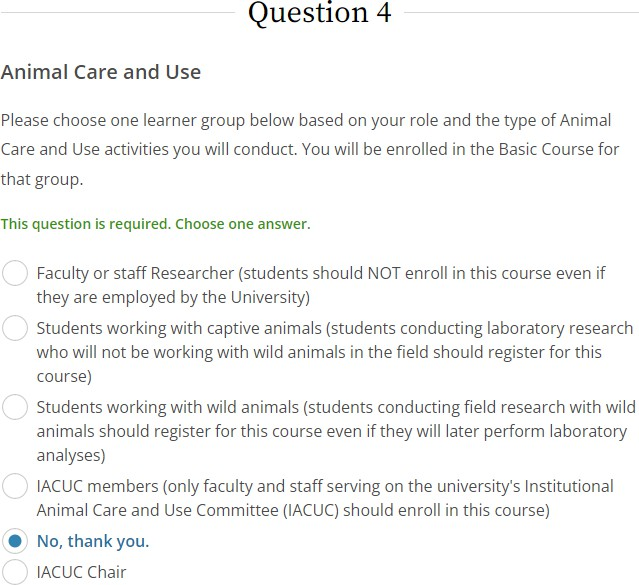 Question 4
Animal Care and Use
Please choose one learner group below based on your role and the type of Animal
Care and Use activities you will conduct. You will be enrolled in the Basic Course for
that group.
This question is required. Choose one answer.
Faculty or staff Researcher (students should NOT enroll in this course even if
they are employed by the University)
Students working with captive animals (students conducting laboratory research
who will not be working with wild animals in the field should register for this
course)
Students working with wild animals (students conducting field research with wild
animals should register for this course even if they will later perform laboratory
analyses)
IACUC members (only faculty and staff serving on the university's Institutional
Animal Care and Use Committee (IACUC) should enroll in this course)
No, thank you.
IACUC Chair